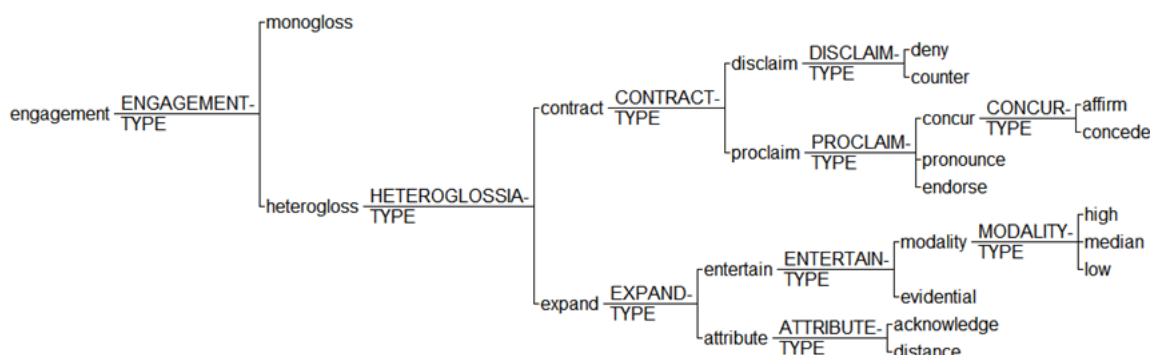 monogloss
engagement ENGAGEMENT-
TYPE
heterogloss HETEROGLOSSIA-
TYPE
contract CONTRACT-
TYPE
disclaim DISCLAIM-
TYPE
deny
counter
proclaim PROCLAIM-
TYPE
concur CONCUR-
TYPE
affirm
concede
pronounce
endorse
expand EXPAND-
TYPE
entertain ENTERTAIN-
TYPE
modality MODALITY-
TYPE
high
median
low
evidential
attribute ATTRIBUTE-
TYPE
acknowledge
distance